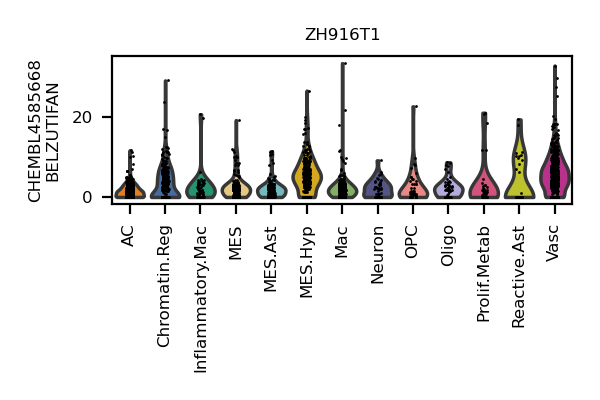 ZH916T1
CHEMBL4585668
BELZUTIFAN
20
0
AC
Chromatin.Reg
Inflammatory.Mac
MES
MES.Ast
MES.Hyp
Mac
Neuron
OPC
Oligo
Prolif.Metab
Reactive.Ast
Vasc